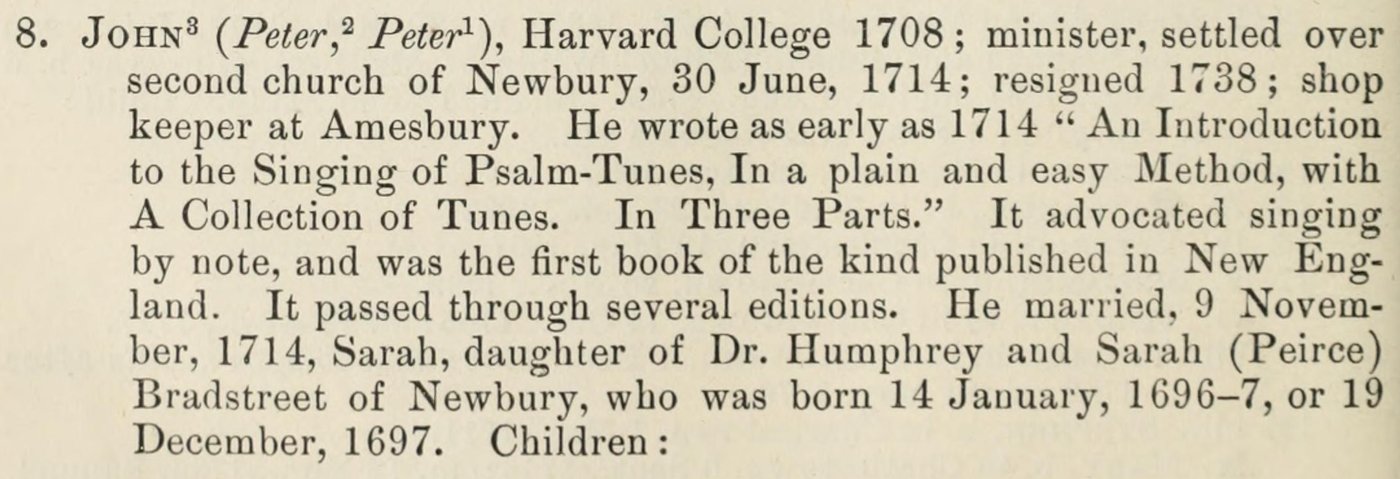 8. JOHN³ (Peter,² Peter¹), Harvard College 1708; minister, settled over
second church of Newbury, 30 June, 1714; resigned 1738; shop
keeper at Amesbury. He wrote as early as 1714 “ An Introduction
to the Singing of Psalm-Tunes, In a plain and easy Method, with
A Collection of Tunes. In Three Parts.” It advocated singing
by note, and was the first book of the kind published in New Eng-
land. It passed through several editions. He married, 9 Novem-
ber, 1714, Sarah, daughter of Dr. Humphrey and Sarah (Peirce)
Bradstreet of Newbury, who was born 14 January, 1696–7, or 19
December, 1697. Children: